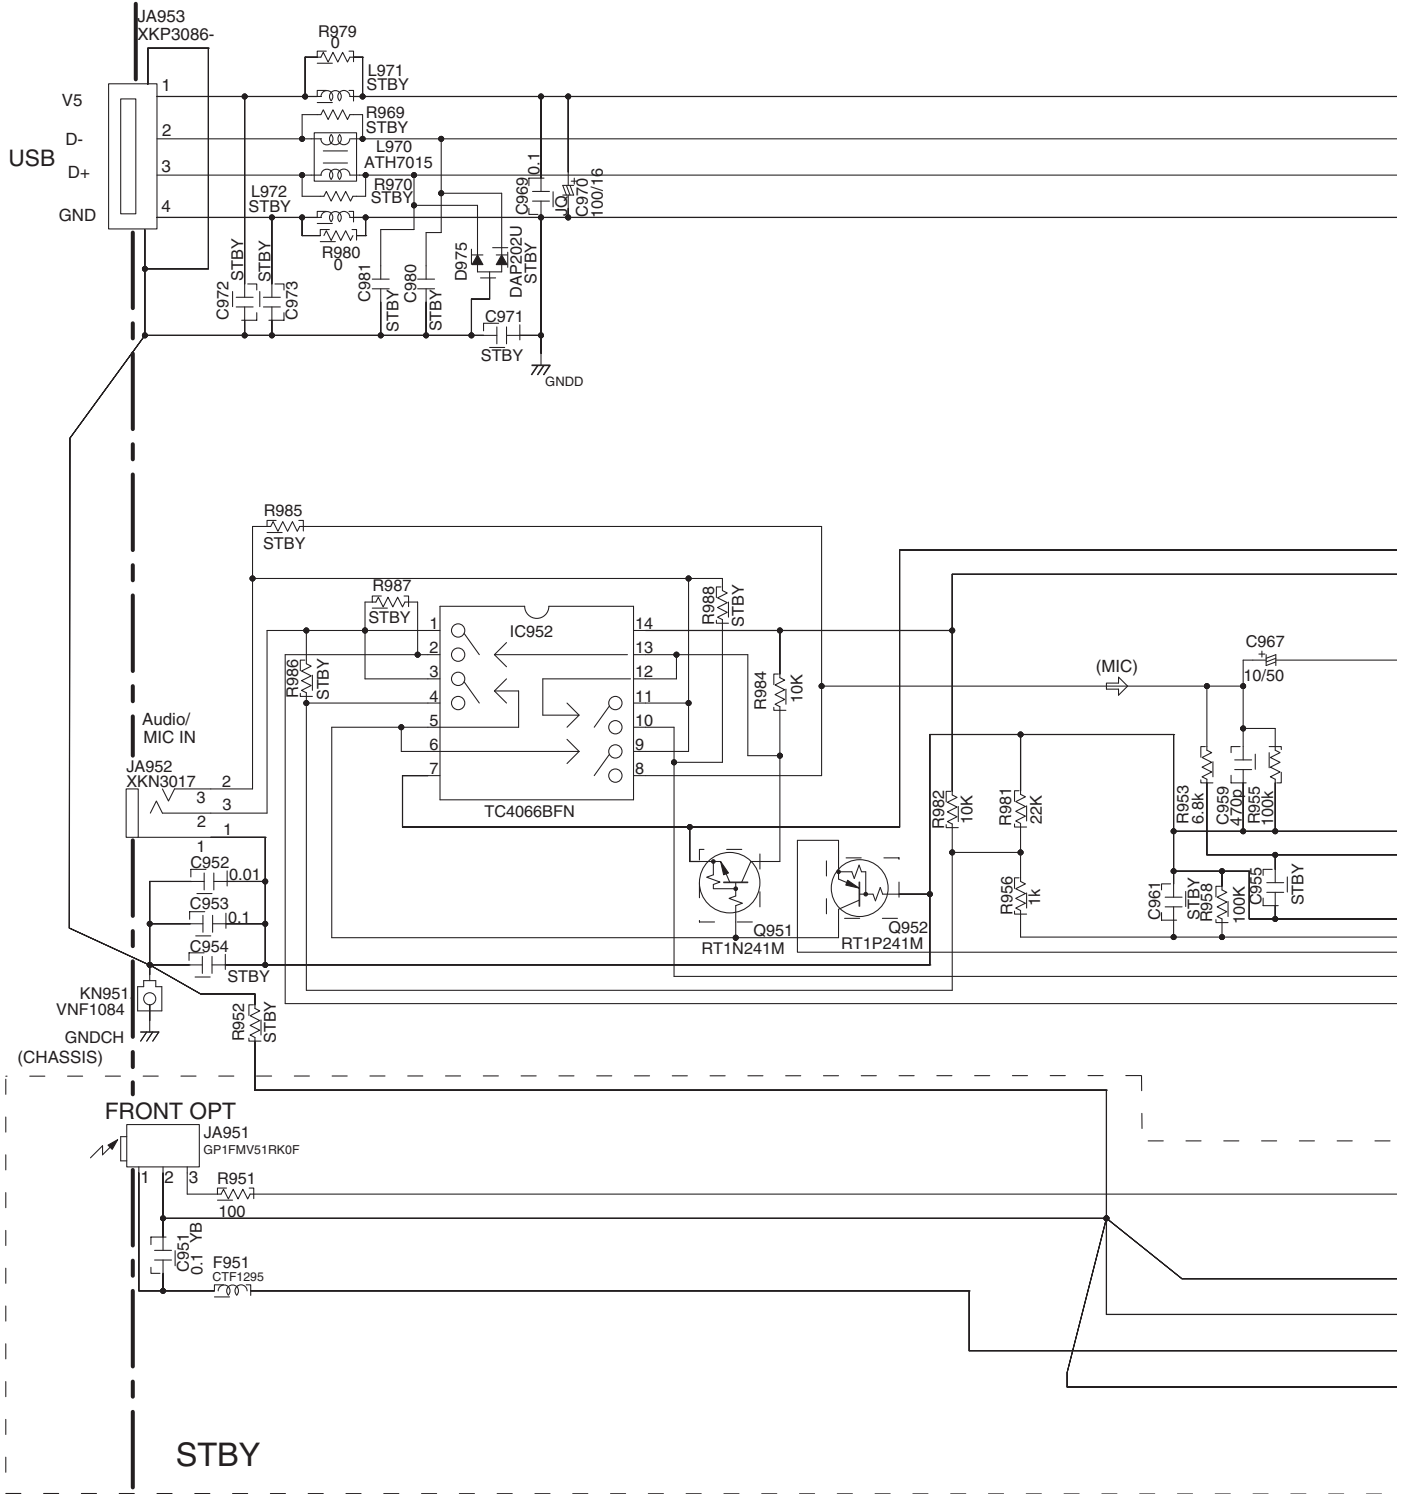 JA953
XKP3086-
R979
0
L971
STBY
1
V5
R969
STBY
2
D-
L970
ATH7015
USB
3
D+
R970
STBY
L972
STBY
4
GND
R980
0
C969
0.1
JQ
C970
100/16
+
STBY
C972
STBY
C973
C981
STBY
C980
STBY
D975
DAP202U
STBY
C971
STBY
GNDD
R985
STBY
R987
STBY
R988
STBY
IC952
1
2
3
4
5
6
7
14
13
12
11
10
9
8
TC4066BFN
R986
STBY
R984
10K
(MIC)
C967
+
10/50
Audio/
MIC IN
JA952
XKN3017
2
3
3
2
1
1
R982
10K
R981
22K
R953
6.8k
C959
470p
R955
100k
C952
0.01
C953
0.1
C954
STBY
R956
1k
C961
STBY
R958
100K
C955
STBY
Q951
RT1N241M
Q952
RT1P241M
KN951
VNF1084
GNDCH
(CHASSIS)
R952
STBY
FRONT OPT
JA951
GP1FMV51RK0F
1
2
3
R951
100
C951
0.1
YB
F951
CTF1295
STBY